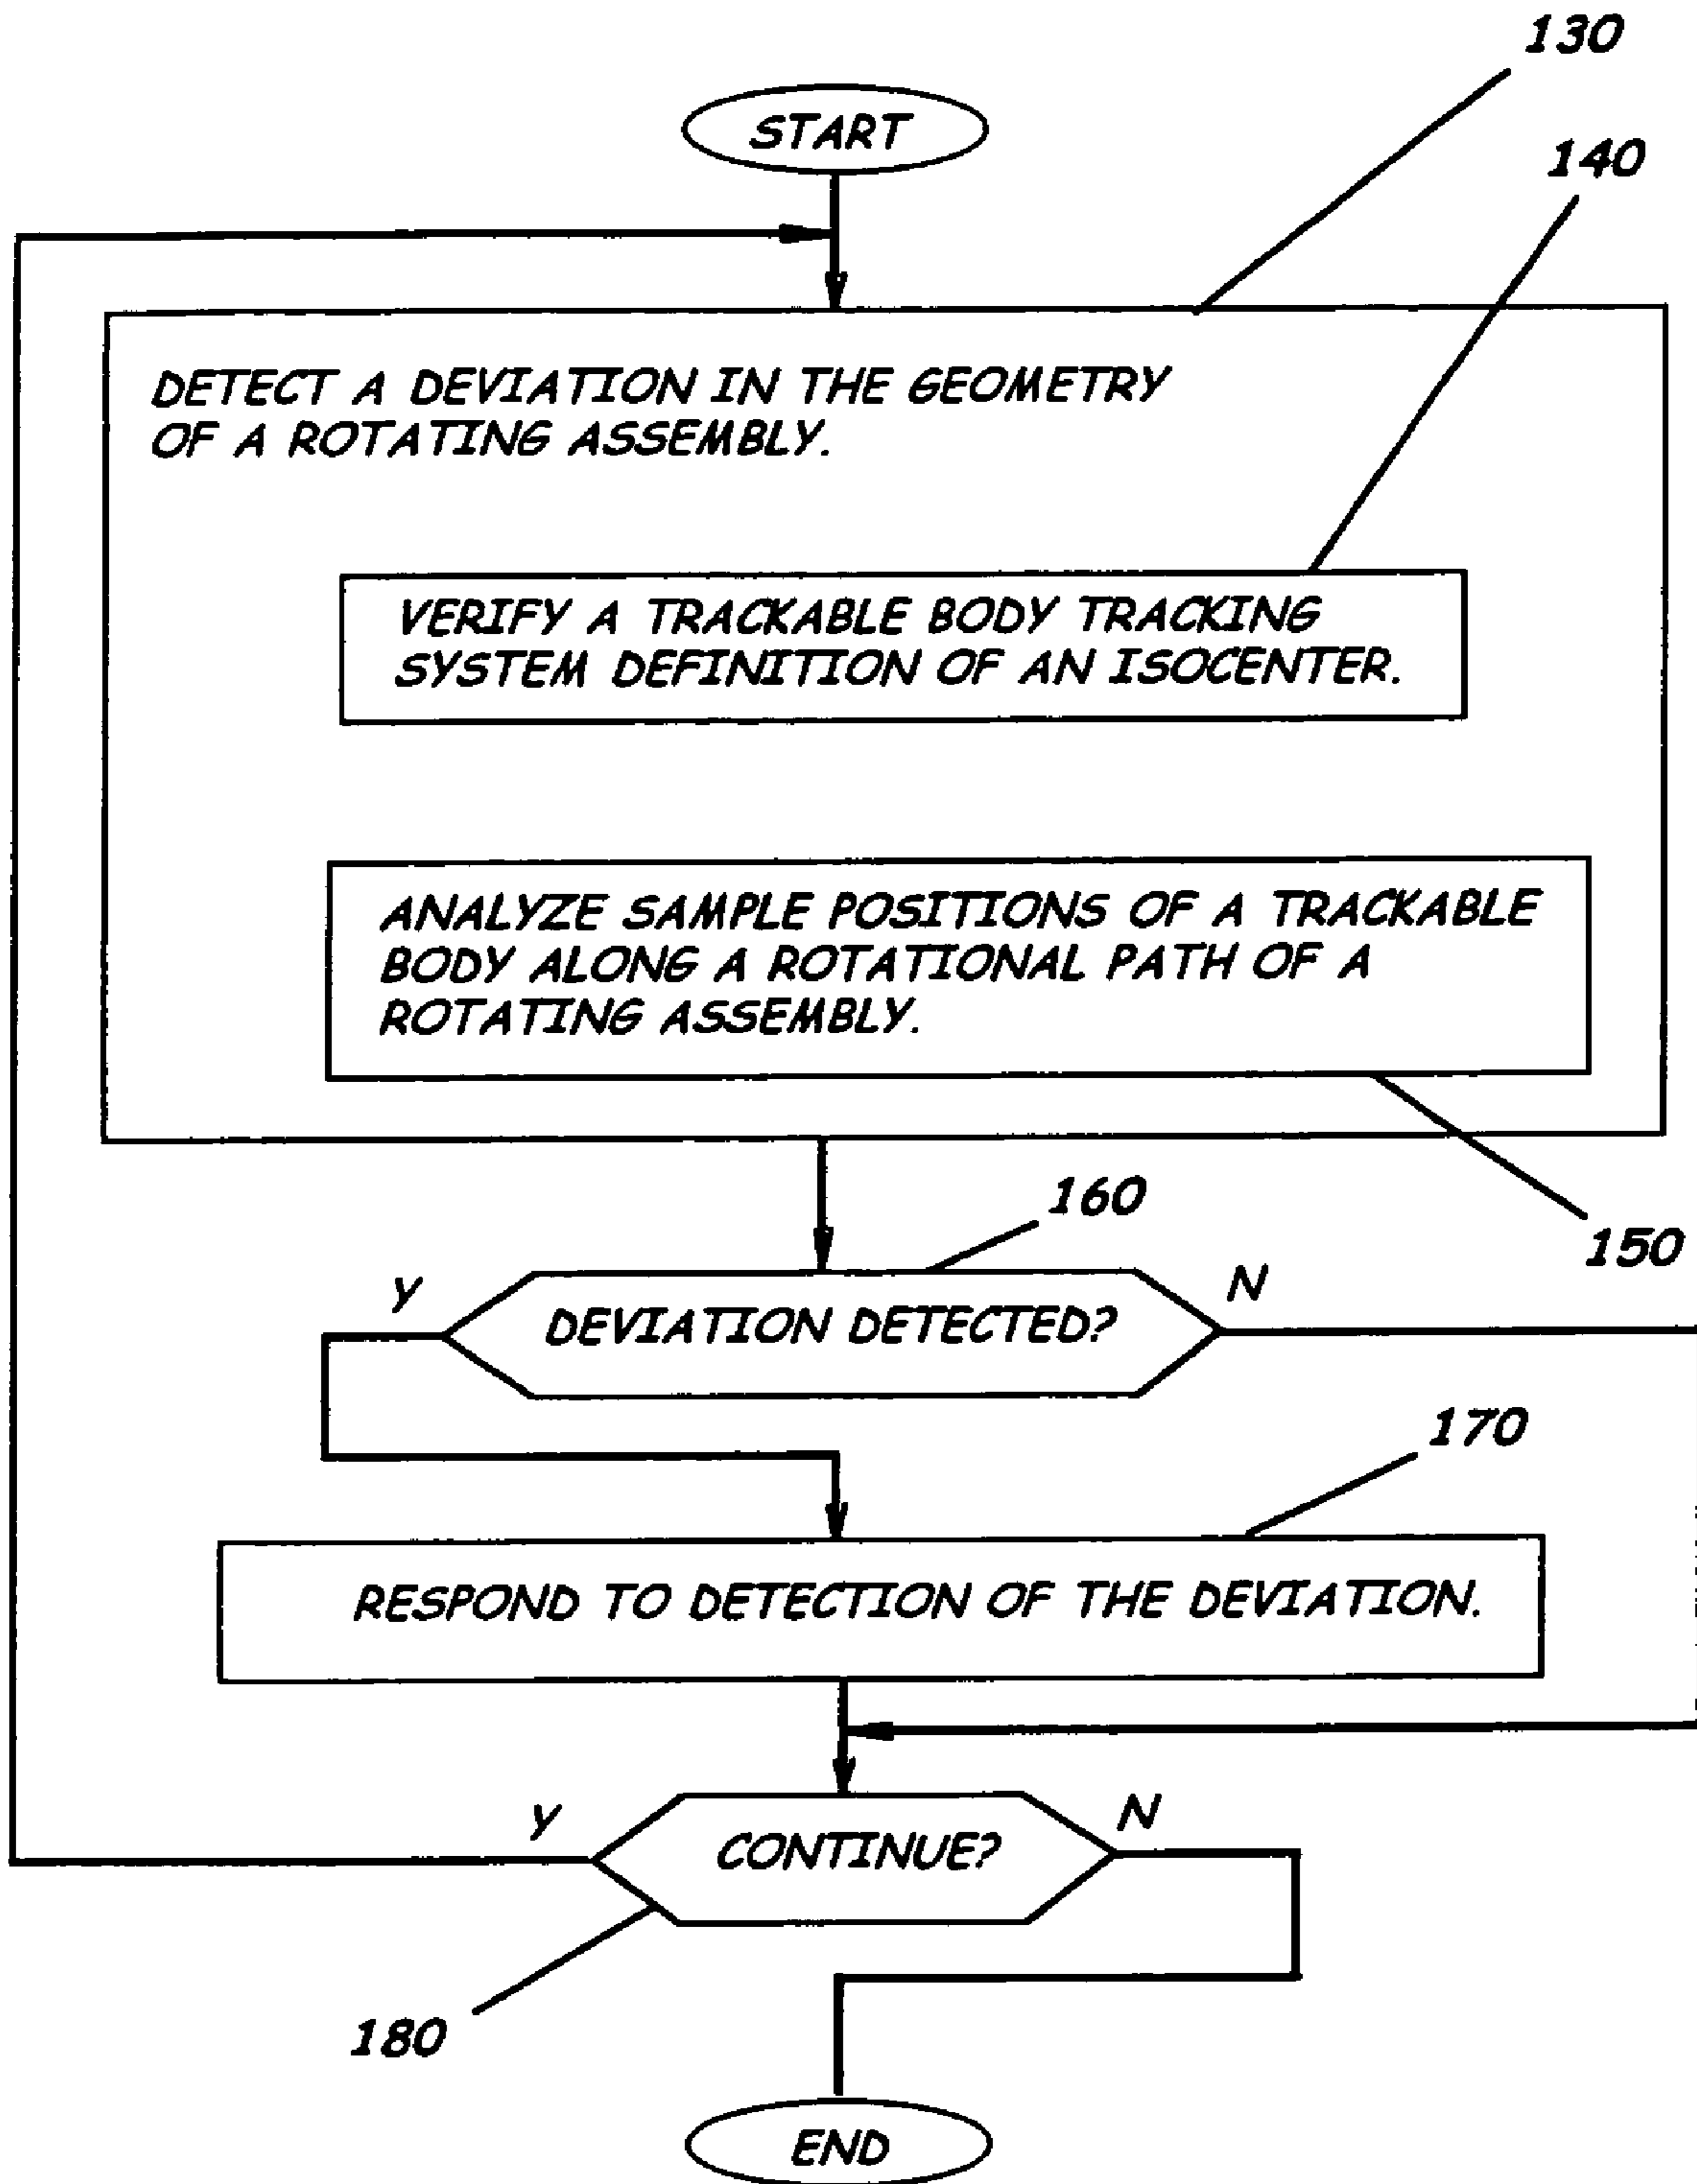 130
START
140
DETECT A DEVIATION IN THE GEOMETRY
OF A ROTATING ASSEMBLY.
VERIFY A TRACKABLE BODY TRACKING
SYSTEM DEFINITION OF AN ISOCENTER.
ANALYZE SAMPLE POSITIONS OF A TRACKABLE
BODY ALONG A ROTATIONAL PATH OF A
ROTATING ASSEMBLY.
160
150
Y
N
DEVIATION DETECTED?
170
RESPOND TO DETECTION OF THE DEVIATION.
Y
N
CONTINUE?
180
END